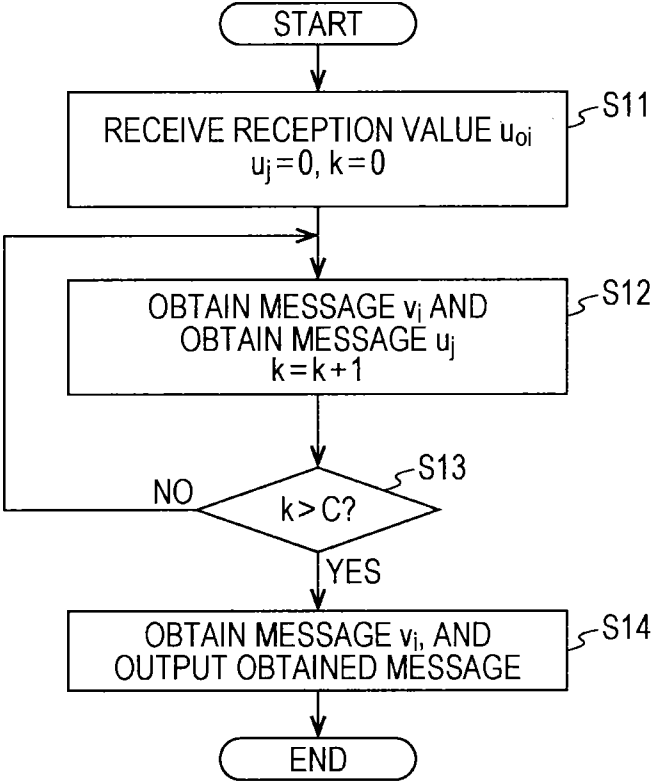 START
S11
RECEIVE RECEPTION VALUE uoi
uj=0, k=0
S12
OBTAIN MESSAGE vi AND
OBTAIN MESSAGE uj
k=k+1
S13
NO
k>C?
YES
S14
OBTAIN MESSAGE vi, AND
OUTPUT OBTAINED MESSAGE
END